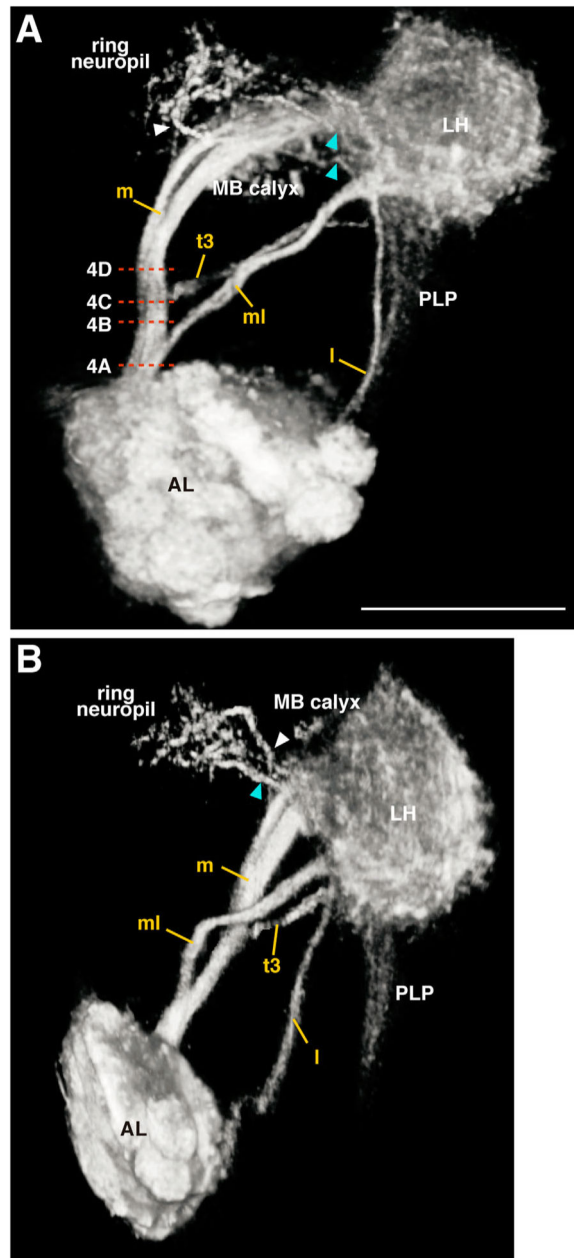 A
ring
neuropil
LH
MB calyx
m
t3
4D
4C
4B
4A
ml
PLP
l
AL
B
ring
neuropil
MB calyx
LH
m
ml
t3
PLP
l
AL